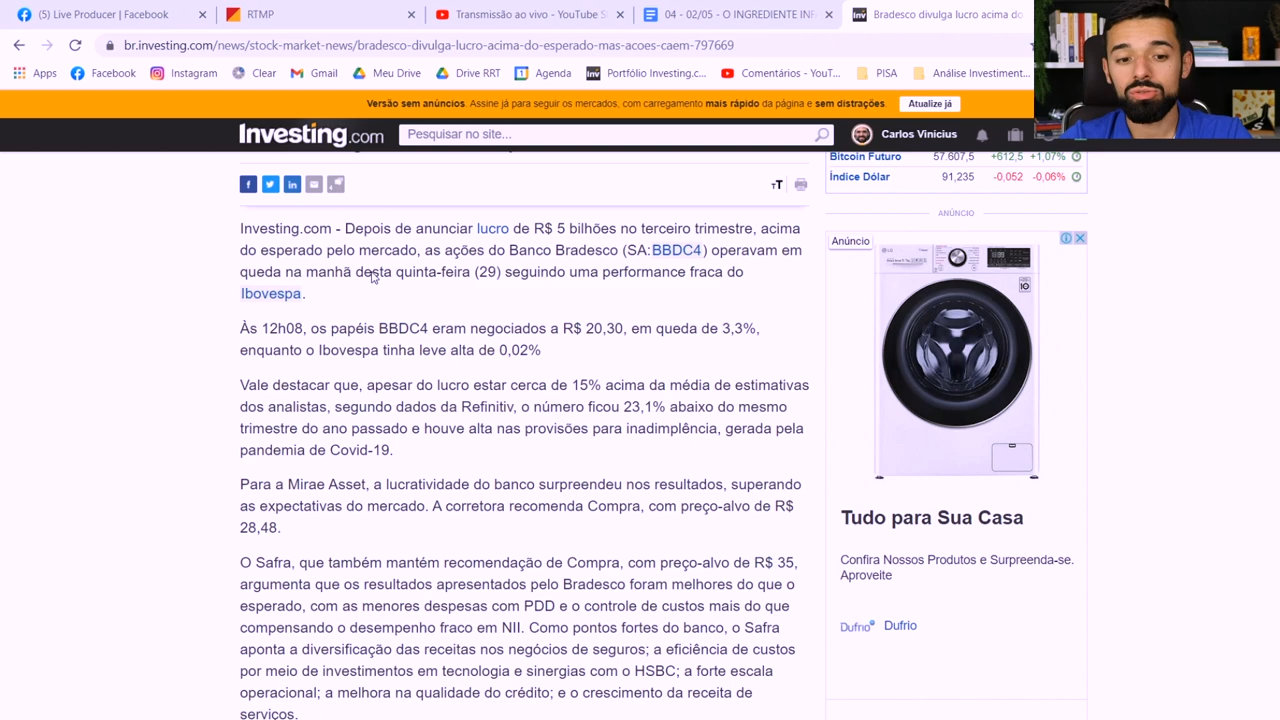 (5) Live Producer | Facebook
RTMP
Transmissão ao vivo - YouTube S
04 - 02/05 - O INGREDIENTE INF
Bradesco divulga lucro acima do
br.investing.com/news/stock-market-news/bradesco-divulga-lucro-acima-do-esperado-mas-acoes-caem-797669
Apps
Facebook
Instagram
Clear
Gmail
Meu Drive
Drive RRT
Agenda
Portfólio Investing.c...
Comentários - YouT...
PISA
Análise Investiment...
Versão sem anúncios. Assine já para seguir os mercados, com carregamento mais rápido da página e sem distrações.
Atualize já
Investing.com
Pesquisar no site...
Carlos Vinicius
Bitcoin Futuro 57.607,5 +612,5 +1,07%
Índice Dólar 91,235 -0,052 -0,06%
ANÚNCIO
Investing.com - Depois de anunciar lucro de R$ 5 bilhões no terceiro trimestre, acima
do esperado pelo mercado, as ações do Banco Bradesco (SA:BBDC4) operavam em
queda na manhã desta quinta-feira (29) seguindo uma performance fraca do
Ibovespa.
Às 12h08, os papéis BBDC4 eram negociados a R$ 20,30, em queda de 3,3%,
enquanto o Ibovespa tinha leve alta de 0,02%
Vale destacar que, apesar do lucro estar cerca de 15% acima da média de estimativas
dos analistas, segundo dados da Refinitiv, o número ficou 23,1% abaixo do mesmo
trimestre do ano passado e houve alta nas provisões para inadimplência, gerada pela
pandemia de Covid-19.
Para a Mirae Asset, a lucratividade do banco surpreendeu nos resultados, superando
as expectativas do mercado. A corretora recomenda Compra, com preço-alvo de R$
28,48.
O Safra, que também mantém recomendação de Compra, com preço-alvo de R$ 35,
argumenta que os resultados apresentados pelo Bradesco foram melhores do que o
esperado, com as menores despesas com PDD e o controle de custos mais do que
compensando o desempenho fraco em NII. Como pontos fortes do banco, o Safra
aponta a diversificação das receitas nos negócios de seguros; a eficiência de custos
por meio de investimentos em tecnologia e sinergias com o HSBC; a forte escala
operacional; a melhora na qualidade do crédito; e o crescimento da receita de
serviços.
Anúncio
LG
Tudo para Sua Casa
Confira Nossos Produtos e Surpreenda-se.
Aproveite
Dufrio
Dufrio